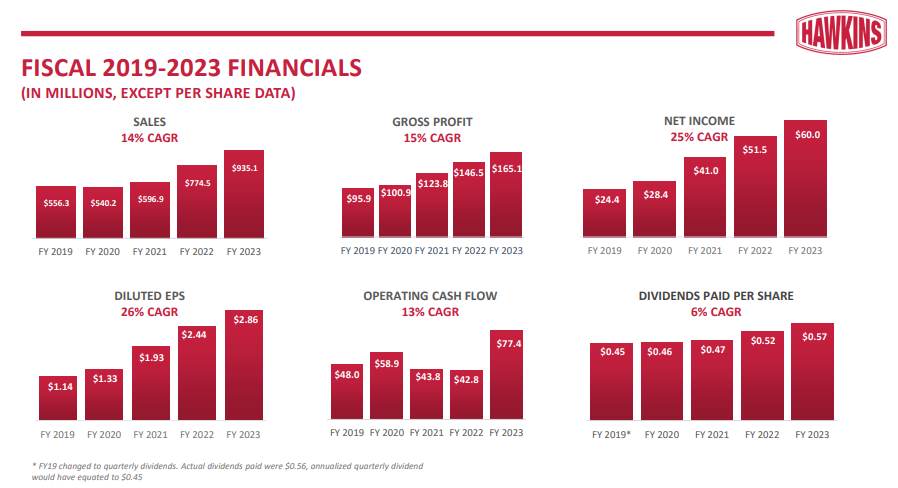 HAWKINS
FISCAL 2019-2023 FINANCIALS
(IN MILLIONS, EXCEPT PER SHARE DATA)
SALES
14% CAGR
$556.3
$540.2
$596.9
$774.5
$935.1
FY 2019
FY 2020
FY 2021
FY 2022
FY 2023
GROSS PROFIT
15% CAGR
$95.9
$100.9
$123.8
$146.5
$165.1
FY 2019
FY 2020
FY 2021
FY 2022
FY 2023
NET INCOME
25% CAGR
$24.4
$28.4
$41.0
$51.5
$60.0
FY 2019
FY 2020
FY 2021
FY 2022
FY 2023
DILUTED EPS
26% CAGR
$1.14
$1.33
$1.93
$2.44
$2.86
FY 2019
FY 2020
FY 2021
FY 2022
FY 2023
OPERATING CASH FLOW
13% CAGR
$48.0
$58.9
$43.8
$42.8
$77.4
FY 2019
FY 2020
FY 2021
FY 2022
FY 2023
DIVIDENDS PAID PER SHARE
6% CAGR
$0.45
$0.46
$0.47
$0.52
$0.57
FY 2019*
FY 2020
FY 2021
FY 2022
FY 2023
* FY19 changed to quarterly dividends. Actual dividends paid were $0.56, annualized quarterly dividend
would have equated to $0.45